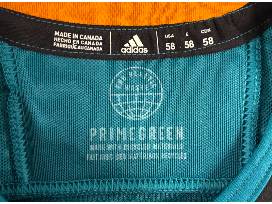 MADE IN CANADA
HECHO EN CANADA
FABRIQUÉ AU CANADA
adidas
USA E CDN
58 58 58
PRIMEGREEN
MADE WITH RECYCLED MATERIALS
FAIT AVEC DES MATÉRIAUX RECYCLÉS